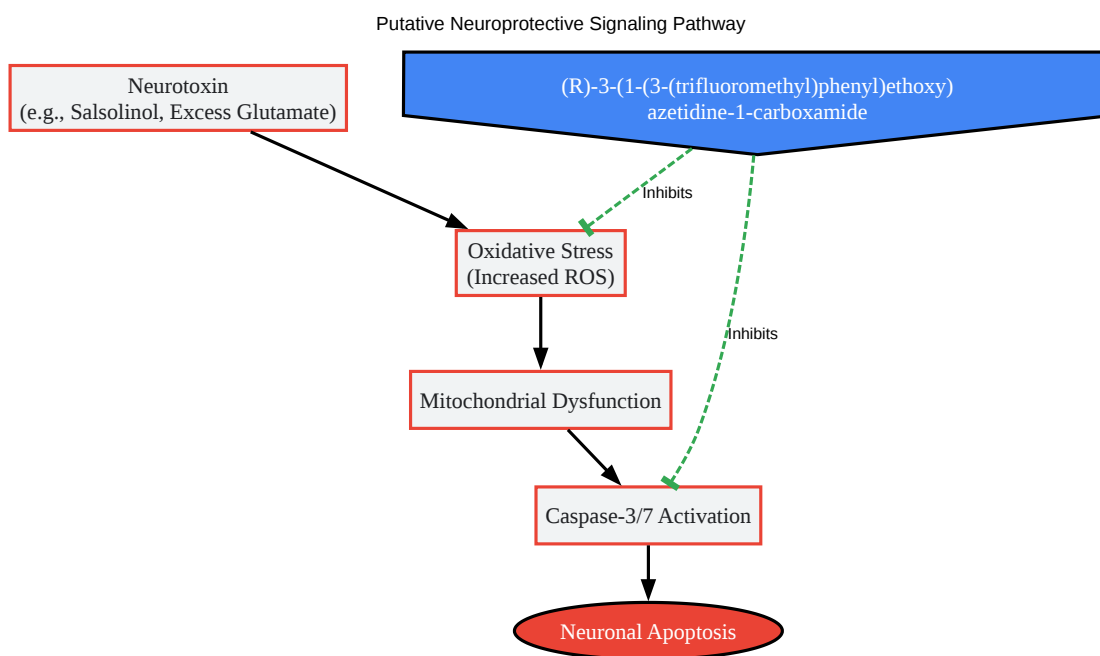 Putative Neuroprotective Signaling Pathway
Neurotoxin
(e.g., Salsolinol, Excess Glutamate)
(R)-3-(1-(3-(trifluoromethyl)phenyl)ethoxy)
azetidine-1-carboxamide
Inhibits
Oxidative Stress
(Increased ROS)
Inhibits
Mitochondrial Dysfunction
Caspase-3/7 Activation
Neuronal Apoptosis